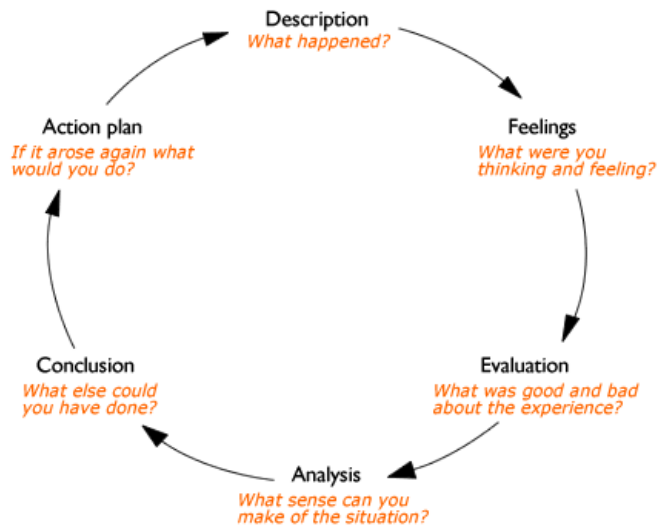 Description
What happened?
Feelings
What were you
thinking and feeling?
Evaluation
What was good and bad
about the experience?
Analysis
What sense can you
make of the situation?
Conclusion
What else could
you have done?
Action plan
If it arose again what
would you do?